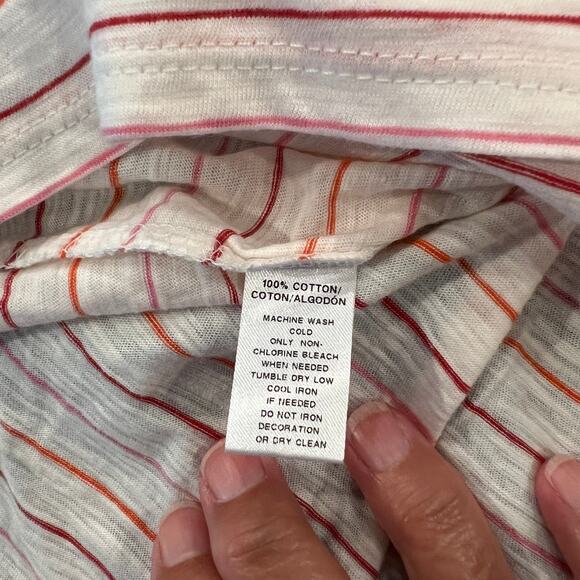 100% COTTON/
COTON/ALGODÓN
MACHINE WASH
COLD
ONLY NON-
CHLORINE BLEACH
WHEN NEEDED
TUMBLE DRY LOW
COOL IRON
IF NEEDED
DO NOT IRON
DECORATION
OR DRY CLEAN